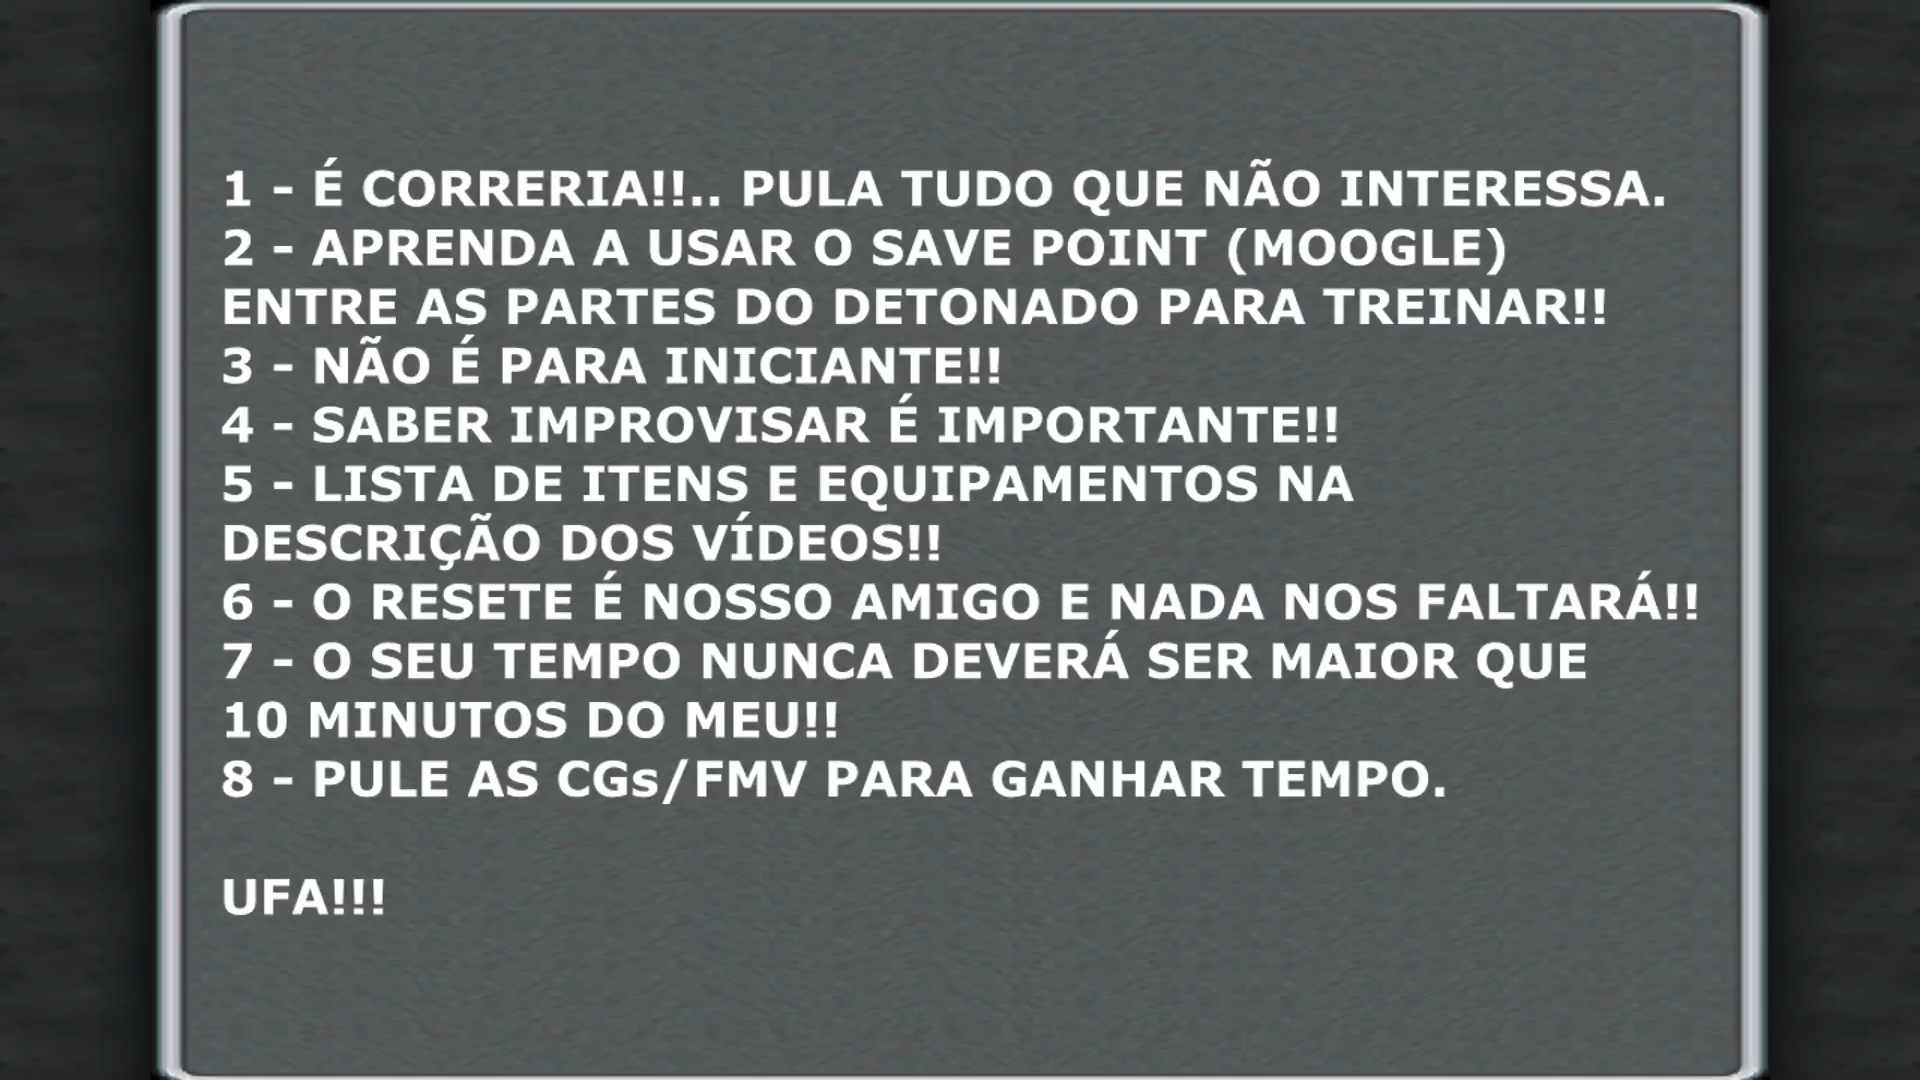 1 - É CORRERIA!!.. PULA TUDO QUE NÃO INTERESSA.
2 - APRENDA A USAR O SAVE POINT (MOOGLE)
ENTRE AS PARTES DO DETONADO PARA TREINAR!!
3 - NÃO É PARA INICIANTE!!
4 - SABER IMPROVISAR É IMPORTANTE!!
5 - LISTA DE ITENS E EQUIPAMENTOS NA
DESCRIÇÃO DOS VÍDEOS!!
6 - O RESETE É NOSSO AMIGO E NADA NOS FALTARÁ!!
7 - O SEU TEMPO NUNCA DEVERÁ SER MAIOR QUE
10 MINUTOS DO MEU!!
8 - PULE AS CGs/FMV PARA GANHAR TEMPO.
UFA!!!